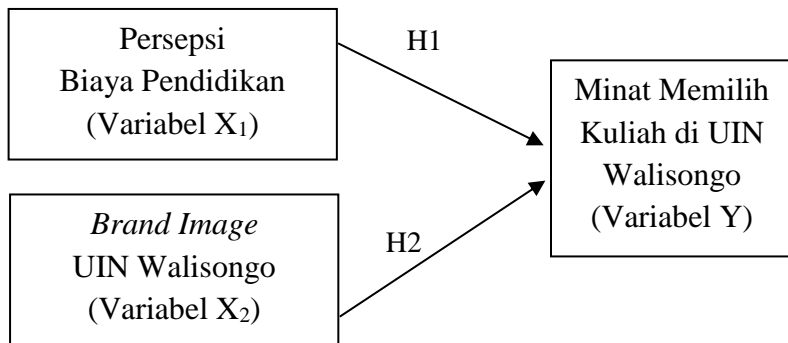 Persepsi
Biaya Pendidikan
(Variabel X₁)
H1
Minat Memilih
Kuliah di UIN
Walisongo
(Variabel Y)
Brand Image
UIN Walisongo
(Variabel X₂)
H2